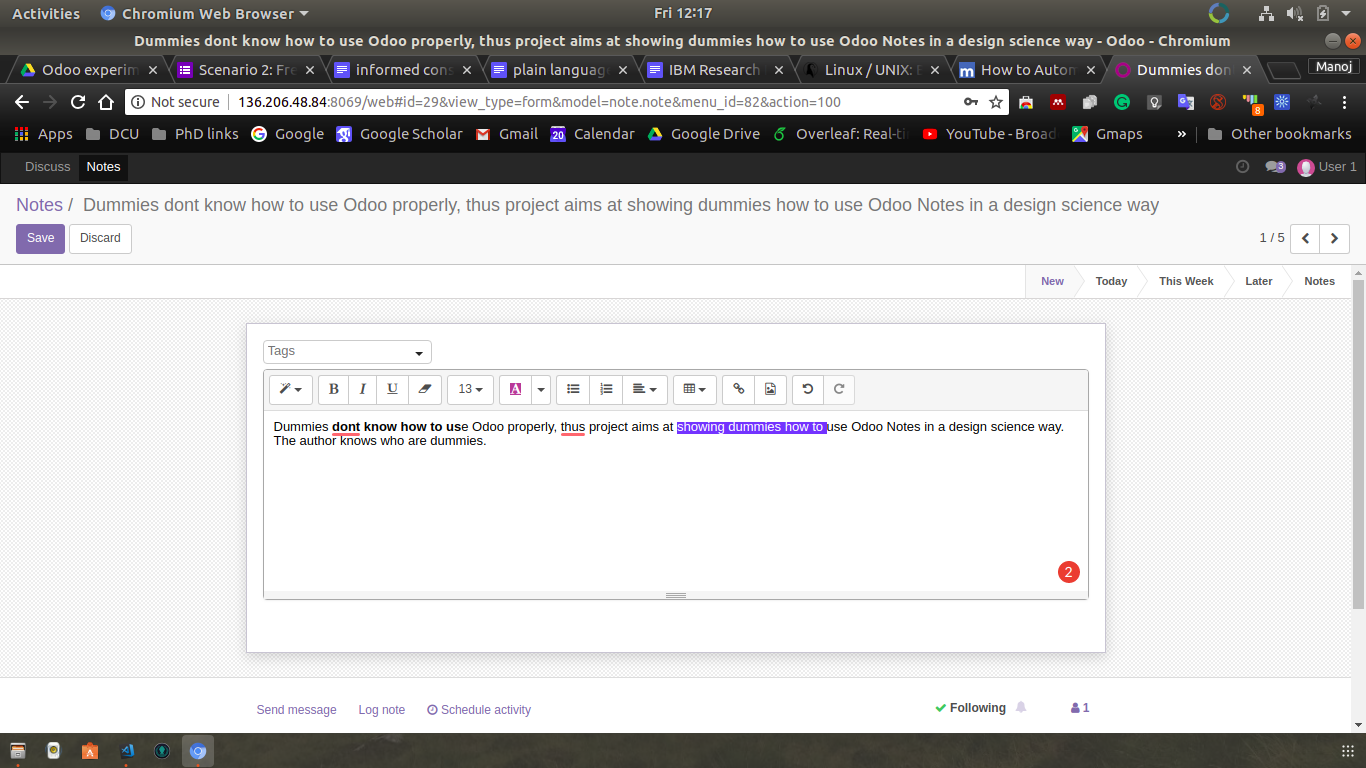 Activities Chromium Web Browser Fri 12:17
Dummies dont know how to use Odoo properly, thus project aims at showing dummes how to use Odoo Notes in a design science way - Odoo - Chromium
Odoo experim Scenario 2: Fre informed cons plain language IBM Research Linux / UNIX: How to Autom Dummies don Manoj
Not secure 136.206.48.84:8069/web#id=29&view_type=form&model=note.note&menu_id=82&action=100 8
Apps DCU PhD links Google Google Scholar Gmail 20 Calendar Google Drive Overleaf: Real-ti YouTube - Broad Gmaps » Other bookmarks
Discuss Notes 3 User 1
Notes / Dummies dont know how to use Odoo properly, thus project aims at showing dummies how to use Odoo Notes in a design science way
Save Discard 1 / 5
New Today This Week Later Notes
Tags
B I U 13 A
Dummies dont know how to use Odoo properly, thus project aims at showing dummies how to use Odoo Notes in a design science way.
The author knows who are dummies.
2
Send message Log note Schedule activity Following 1